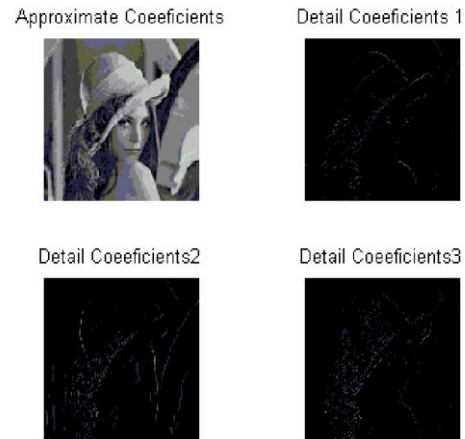 Approximate Coeeficients
Detail Coeeficients 1
Detail Coeeficients2
Detail Coeeficients3